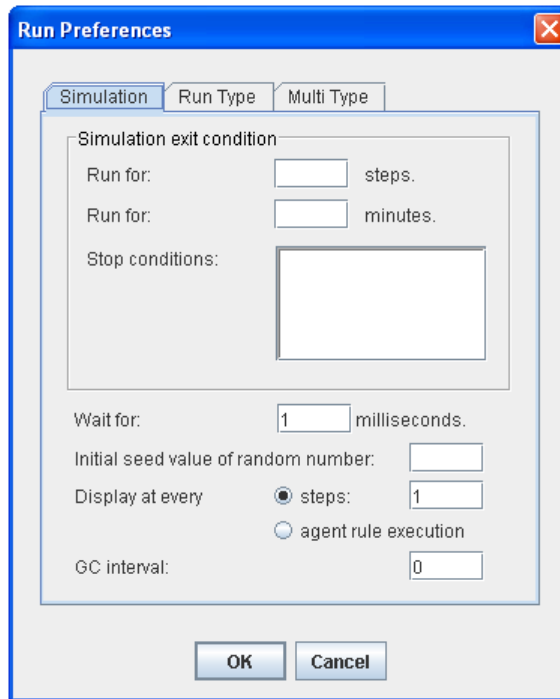 Run Preferences
Simulation Run Type Multi Type
Simulation exit condition
Run for: steps.
Run for: minutes.
Stop conditions:
Wait for: 1 milliseconds.
Initial seed value of random number:
Display at every steps: 1
agent rule execution
GC interval: 0
OK Cancel